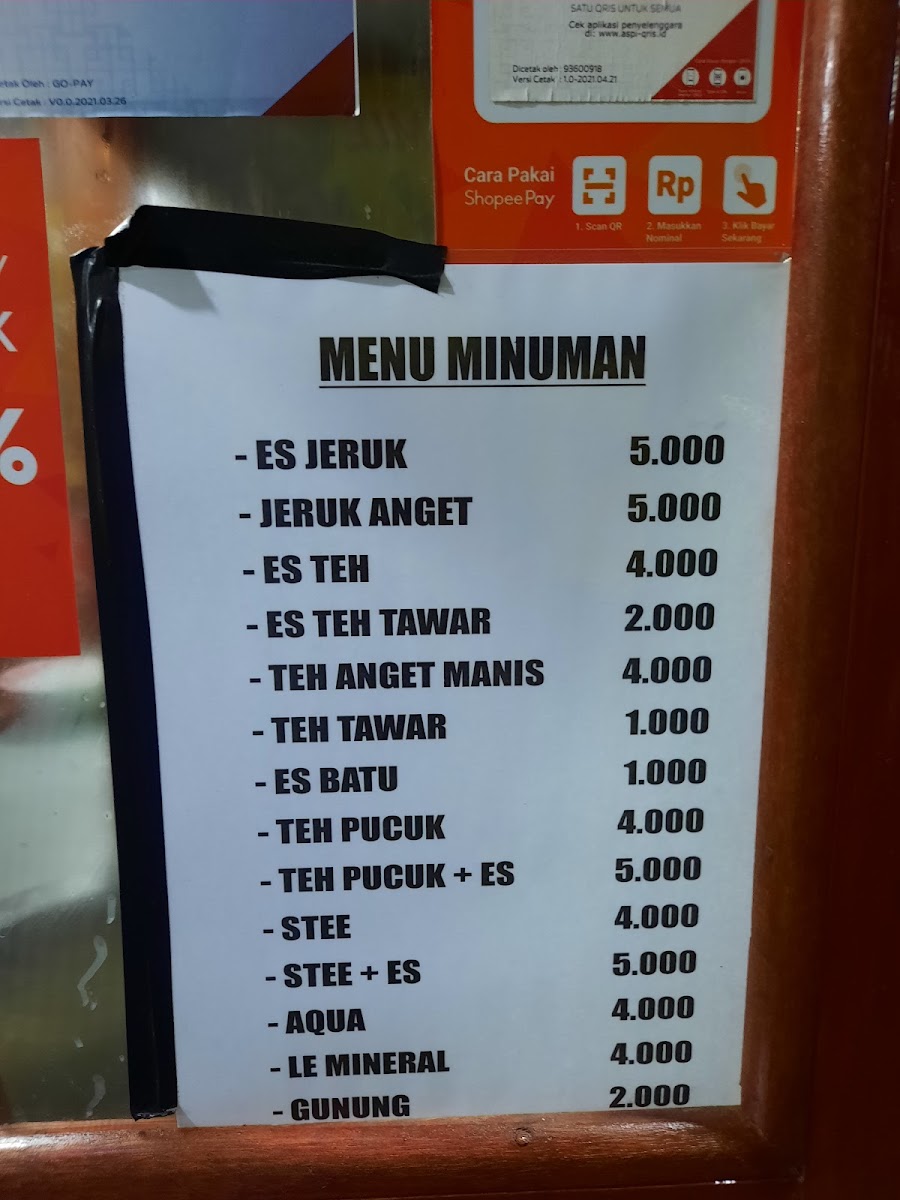 etak Oleh : GO-PAY
ersi Cetak : V0.0.2021.03.26
SATU QRIS UNTUK SEMUA
Cek aplikasi penyelenggara
di: www.aspi-qris.id
Dicetak oleh : 93600918
Versi Cetak : 1.0-2021.04.21
Cara Pakai
ShopeePay
Rp
1. Scan QR
2. Masukkan
Nominal
3. Klik Bayar
Sekarang
K
%
MENU MINUMAN
- ES JERUK 5.000
- JERUK ANGET 5.000
- ES TEH 4.000
- ES TEH TAWAR 2.000
- TEH ANGET MANIS 4.000
- TEH TAWAR 1.000
- ES BATU 1.000
- TEH PUCUK 4.000
- TEH PUCUK + ES 5.000
- STEE 4.000
- STEE + ES 5.000
- AQUA 4.000
- LE MINERAL 4.000
- GUNUNG 2.000